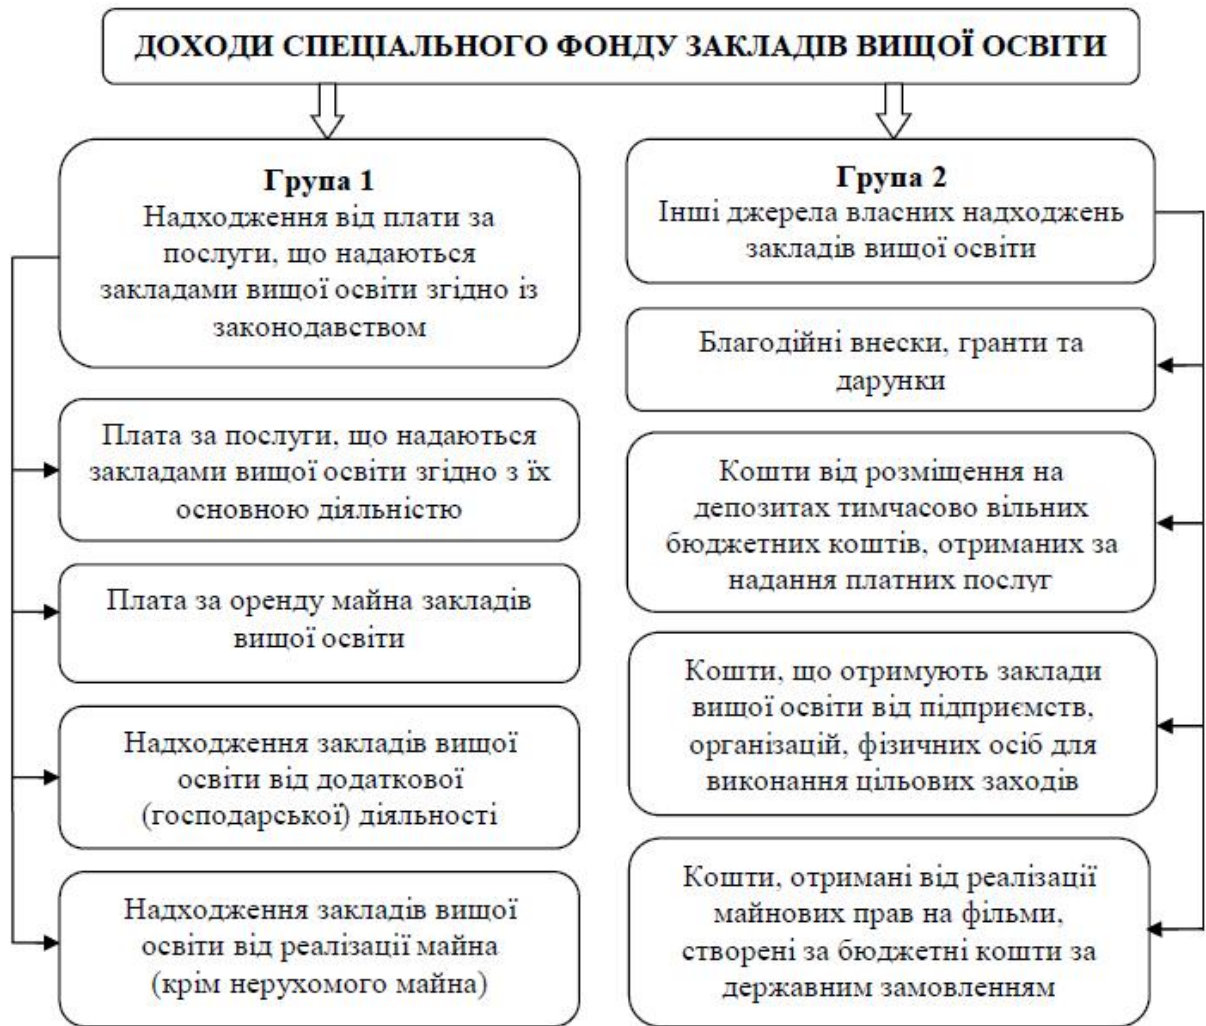 ДОХОДИ СПЕЦІАЛЬНОГО ФОНДУ ЗАКЛАДІВ ВИЩОЇ ОСВІТИ
Група 1
Надходження від плати за
послуги, що надаються
закладами вищої освіти згідно із
законодавством
Плата за послуги, що надаються
закладами вищої освіти згідно з їх
основною діяльністю
Плата за оренду майна закладів
вищої освіти
Надходження закладів вищої
освіти від додаткової
(господарської) діяльності
Надходження закладів вищої
освіти від реалізації майна
(крім нерухомого майна)
Група 2
Інші джерела власних надходжень
закладів вищої освіти
Благодійні внески, гранти та
дарунки
Кошти від розміщення на
депозитах тимчасово вільних
бюджетних коштів, отриманих за
надання платних послуг
Кошти, що отримують заклади
вищої освіти від підприємств,
організацій, фізичних осіб для
виконання цільових заходів
Кошти, отримані від реалізації
майнових прав на фільми,
створені за бюджетні кошти за
державним замовленням